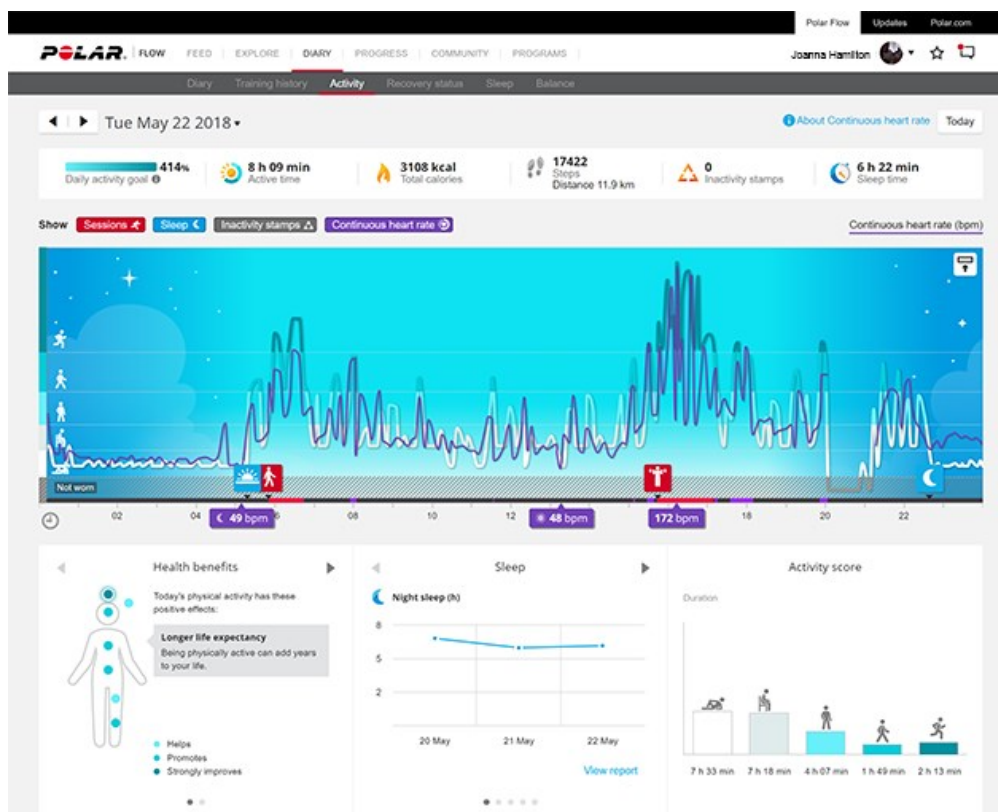 Polar Flow Updates Polar.com
POLAR. FLOW FEED EXPLORE DIARY PROGRESS COMMUNITY PROGRAMS Joanna Hamilton
Diary Training history Activity Recovery status Sleep Balance
Tue May 22 2018 About Continuous heart rate Today
414%
Daily activity goal
8 h 09 min
Active time
3108 kcal
Total calories
17422
Steps
Distance 11.9 km
0
Inactivity stamps
6 h 22 min
Sleep time
Show Sessions Sleep Inactivity stamps Continuous heart rate Continuous heart rate (bpm)
Not worn
02 04 06 08 10 12 16 18 20 22
49 bpm 48 bpm 172 bpm
Health benefits
Today's physical activity has these
positive effects:
Longer life expectancy
Being physically active can add years
to your life.
Helps
Promotes
Strongly improves
Sleep
Night sleep (h)
8
5
2
20 May 21 May 22 May
View report
Activity score
Duration
7 h 33 min 7 h 18 min 4 h 07 min 1 h 49 min 2 h 13 min